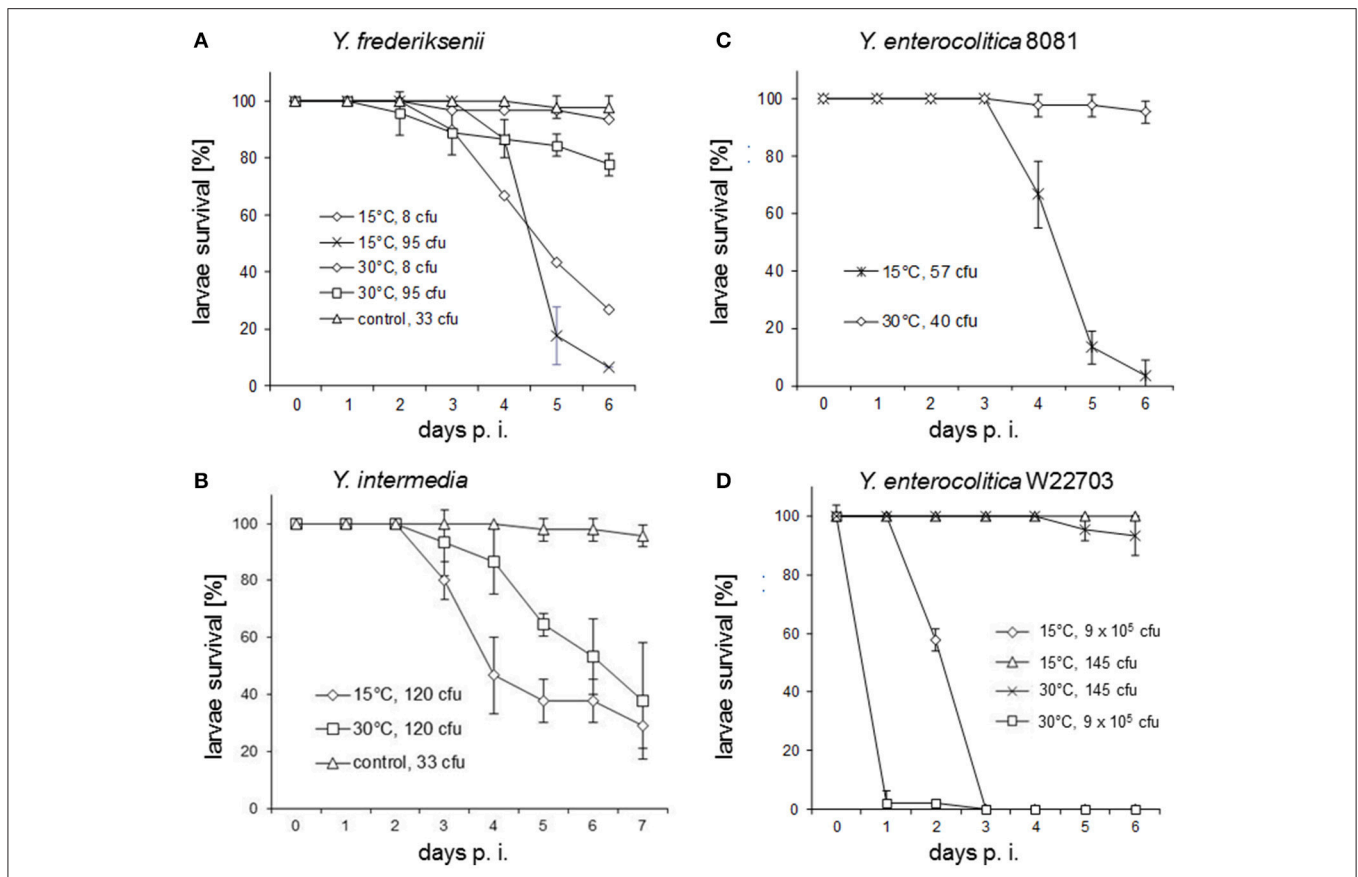 A
Y. frederiksenii
larvae survival [%]
100
80
60
40
20
0
15°C, 8 cfu
15°C, 95 cfu
30°C, 8 cfu
30°C, 95 cfu
control, 33 cfu
0 1 2 3 4 5 6
days p. i.
C
Y. enterocolitica 8081
larvae survival [%]
100
80
60
40
20
0
15°C, 57 cfu
30°C, 40 cfu
0 1 2 3 4 5 6
days p. i.
B
Y. intermedia
larvae survival [%]
100
80
60
40
20
0
15°C, 120 cfu
30°C, 120 cfu
control, 33 cfu
0 1 2 3 4 5 6 7
days p. i.
D
Y. enterocolitica W22703
larvae survival [%]
100
80
60
40
20
0
15°C, 9 x 10⁵ cfu
15°C, 145 cfu
30°C, 145 cfu
30°C, 9 x 10⁵ cfu
0 1 2 3 4 5 6
days p. i.